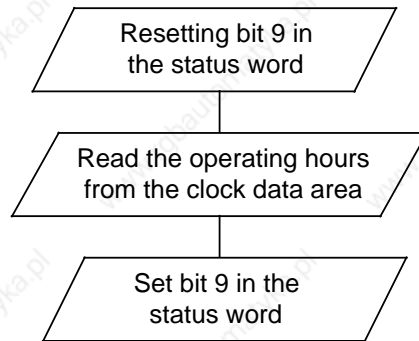 Resetting bit 9 in
the status word
Read the operating hours
from the clock data area
Set bit 9 in the
status word